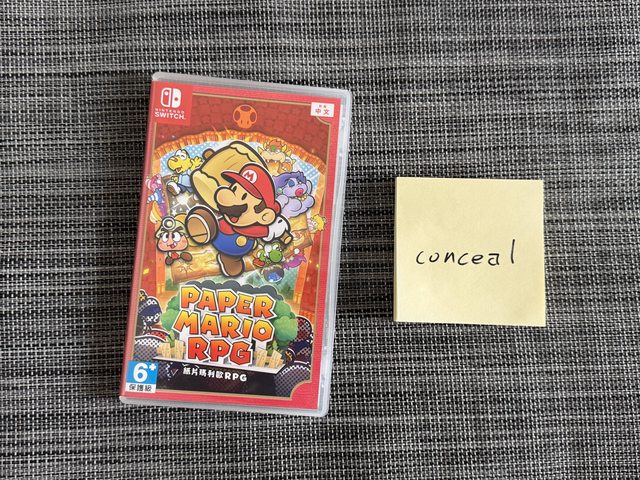 NINTENDO
SWITCH
中文
M
PAPER
MARIO
RPG
紙片瑪利歐RPG
6+
保護級
conceal